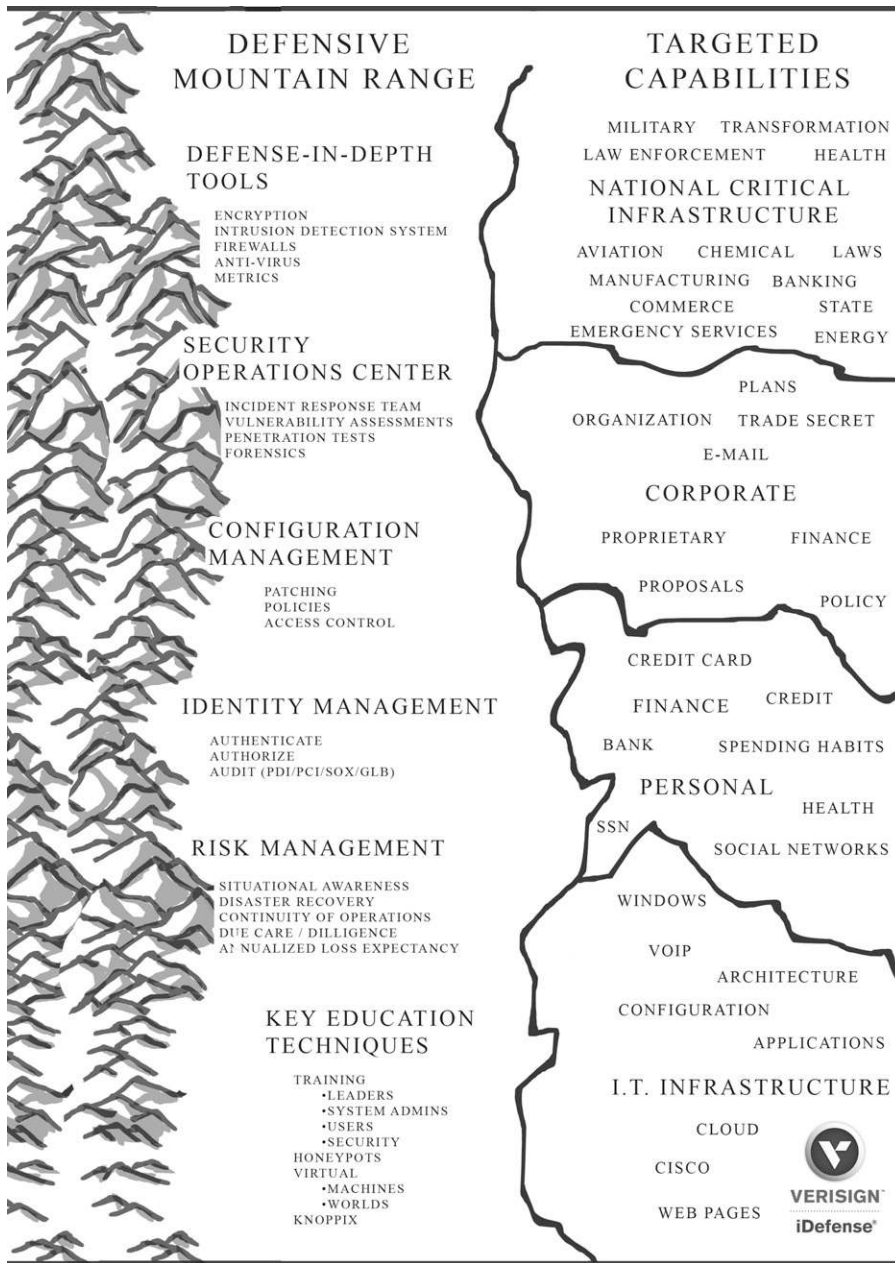 DEFENSIVE
MOUNTAIN RANGE
DEFENSE-IN-DEPTH
TOOLS
ENCRYPTION
INTRUSION DETECTION SYSTEM
FIREWALLS
ANTI-VIRUS
METRICS
SECURITY
OPERATIONS CENTER
INCIDENT RESPONSE TEAM
VULNERABILITY ASSESSMENTS
PENETRATION TESTS
FORENSICS
CONFIGURATION
MANAGEMENT
PATCHING
POLICIES
ACCESS CONTROL
IDENTITY MANAGEMENT
AUTHENTICATE
AUTHORIZE
AUDIT (PDI/PCI/SOX/GLB)
RISK MANAGEMENT
SITUATIONAL AWARENESS
DISASTER RECOVERY
CONTINUITY OF OPERATIONS
DUE CARE / DILLIGENCE
ANNUALIZED LOSS EXPECTANCY
KEY EDUCATION
TECHNIQUES
TRAINING
•LEADERS
•SYSTEM ADMINS
•USERS
•SECURITY
HONEYPOTS
VIRTUAL
•MACHINES
•WORLDS
KNOPPIX
TARGETED
CAPABILITIES
MILITARY TRANSFORMATION
LAW ENFORCEMENT HEALTH
NATIONAL CRITICAL
INFRASTRUCTURE
AVIATION CHEMICAL LAWS
MANUFACTURING BANKING
COMMERCE STATE
EMERGENCY SERVICES ENERGY
PLANS
ORGANIZATION TRADE SECRET
E-MAIL
CORPORATE
PROPRIETARY FINANCE
PROPOSALS
POLICY
CREDIT CARD
FINANCE CREDIT
BANK SPENDING HABITS
PERSONAL
HEALTH
SSN
SOCIAL NETWORKS
WINDOWS
VOIP
ARCHITECTURE
CONFIGURATION
APPLICATIONS
I.T. INFRASTRUCTURE
CLOUD
CISCO
WEB PAGES
VERISIGN™
iDefense®